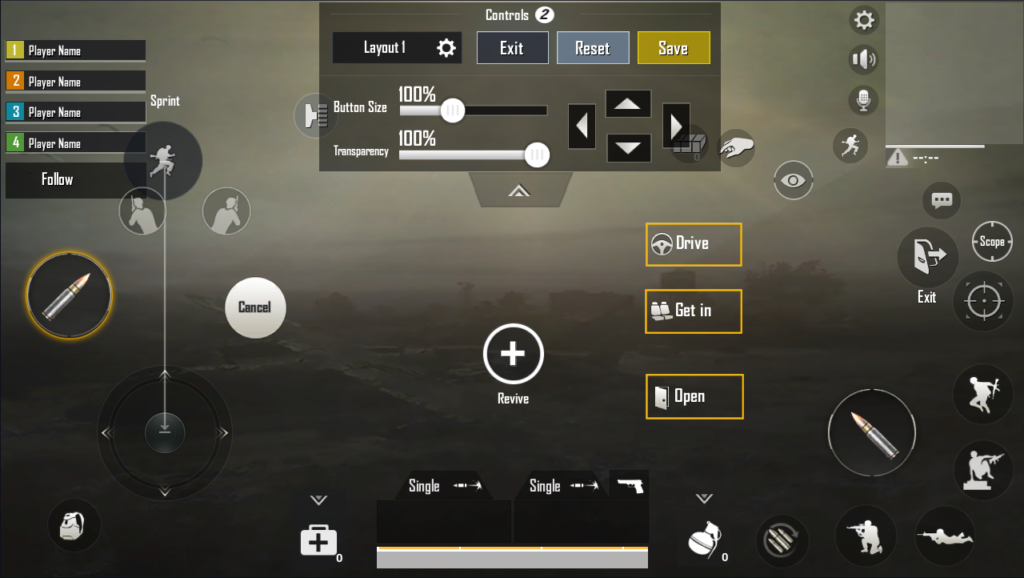 Controls 2
Layout 1
Exit
Reset
Save
1 Player Name
2 Player Name
3 Player Name
4 Player Name
Follow
Sprint
Button Size
100%
Transparency
100%
--:--
Drive
Scope
Exit
Get in
Cancel
Open
Revive
Single
Single
0
0